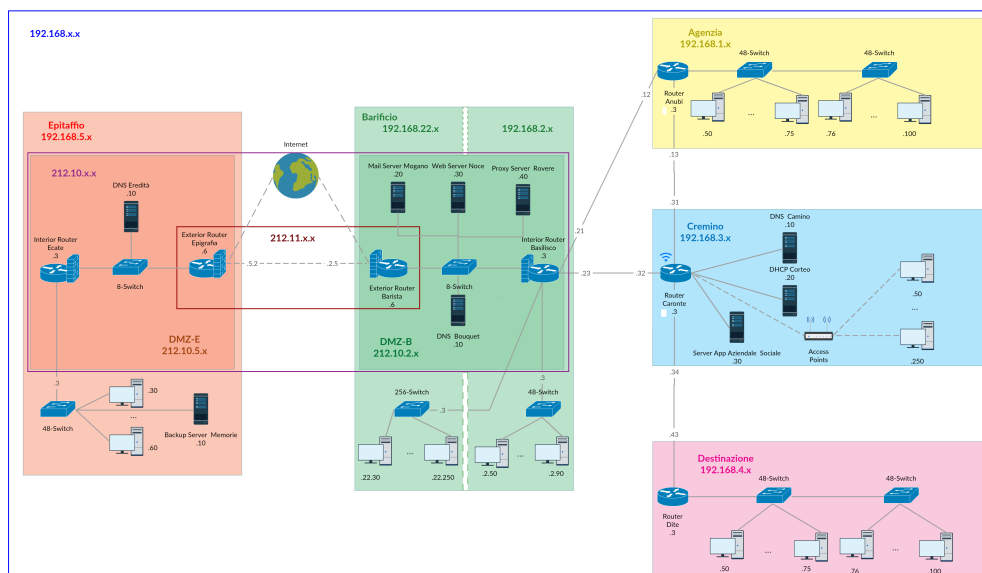 192.168.x.x
Epitaffio
192.168.5.x
212.10.x.x
DNS Eredità
.10
Interior Router
Ecate
.3
8-Switch
Exterior Router
Epigrafia
.6
DMZ-E
212.10.5.x
.3
48-Switch
.30
...
.60
Backup Server Memorie
.10
Internet
212.11.x.x
.5.2
.2.5
Barificio
192.168.22.x
192.168.2.x
Mail Server Mogano
.20
Web Server Noce
.30
Proxy Server Rovere
.40
Exterior Router
Barista
.6
8-Switch
Interior Router
Basilisco
.3
DNS Bouquet
.10
DMZ-B
212.10.2.x
256-Switch
.3
.22.30
...
.22.250
.3
48-Switch
.2.50
...
.2.90
.12
.21
.23
.32
.13
.31
.34
.43
Agenzia
192.168.1.x
Router
Anubi
.3
48-Switch
48-Switch
.50
...
.75
.76
...
.100
Cremino
192.168.3.x
Router
Caronte
.3
DNS Camino
.10
DHCP Corteo
.20
Server App Aziendale Sociale
.30
Access
Points
.50
...
.250
Destinazione
192.168.4.x
Router
Dite
.3
48-Switch
48-Switch
.50
...
.75
.76
...
.100